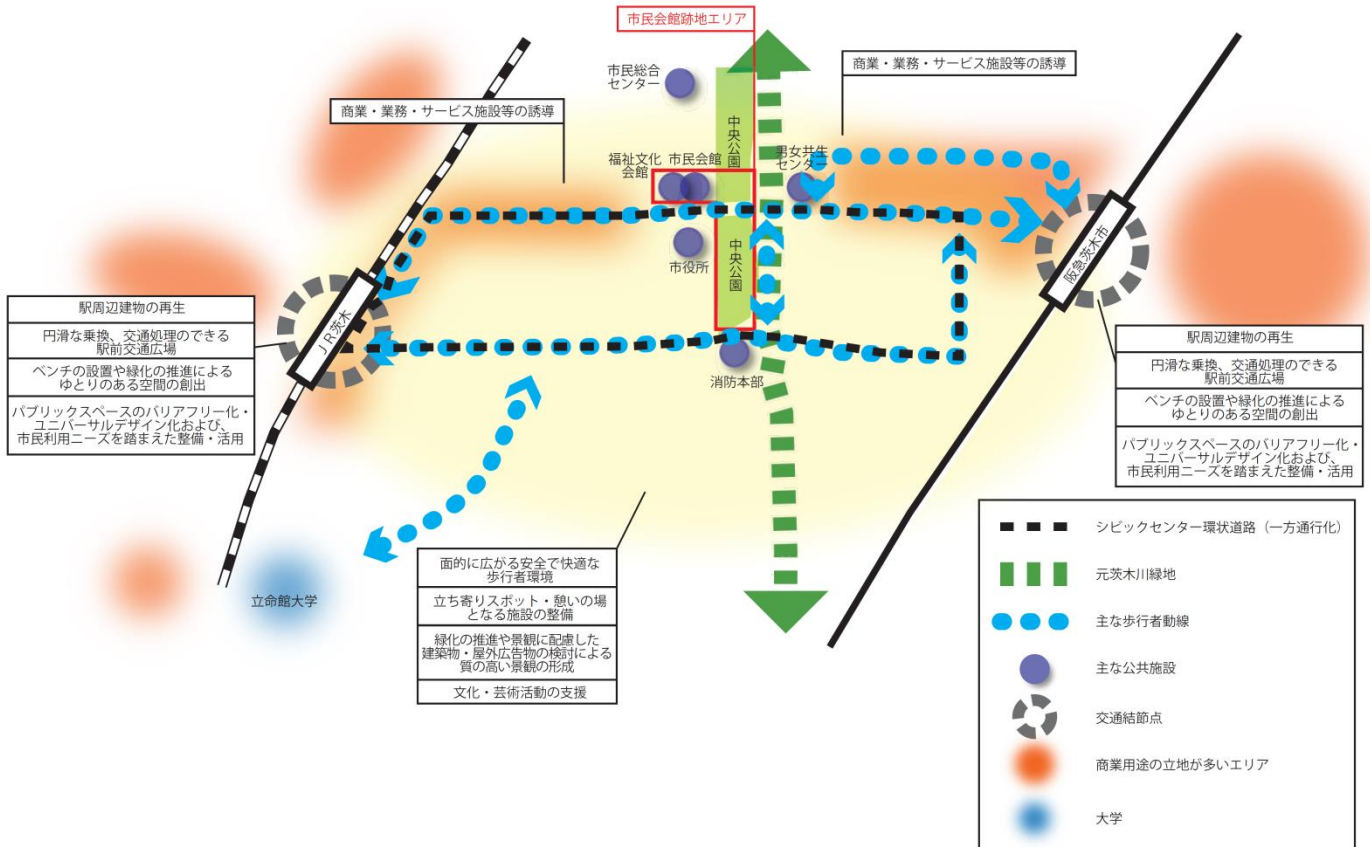 市民会館跡地エリア
市民総合
センター
商業・業務・サービス施設等の誘導
商業・業務・サービス施設等の誘導
中央公園
福祉文化
会館
市民会館
男女共生
センター
市役所
中央公園
阪急茨木市
JR茨木
消防本部
駅周辺建物の再生
円滑な乗換、交通処理のできる
駅前交通広場
ベンチの設置や緑化の推進による
ゆとりのある空間の創出
パブリックスペースのバリアフリー化・
ユニバーサルデザイン化および、
市民利用ニーズを踏まえた整備・活用
駅周辺建物の再生
円滑な乗換、交通処理のできる
駅前交通広場
ベンチの設置や緑化の推進による
ゆとりのある空間の創出
パブリックスペースのバリアフリー化・
ユニバーサルデザイン化および、
市民利用ニーズを踏まえた整備・活用
立命館大学
面的に広がる安全で快適な
歩行者環境
立ち寄りスポット・憩いの場
となる施設の整備
緑化の推進や景観に配慮した
建築物・屋外広告物の検討による
質の高い景観の形成
文化・芸術活動の支援
シビックセンター環状道路（一方通行化）
元茨木川緑地
主な歩行者動線
主な公共施設
交通結節点
商業用途の立地が多いエリア
大学